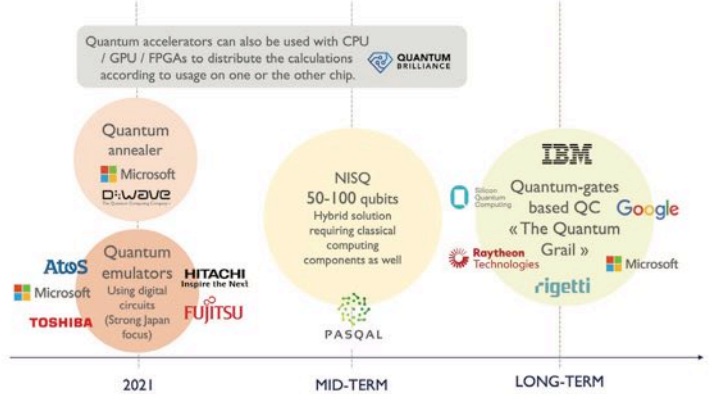 Quantum accelerators can also be used with CPU
/ GPU / FPGAs to distribute the calculations
according to usage on one or the other chip.
QUANTUM
BRILLIANCE
Quantum
annealer
Microsoft
D:wave
The Quantum Computing Company
Quantum
emulators
Using digital
circuits
(Strong Japan
focus)
Atos
Microsoft
TOSHIBA
HITACHI
Inspire the Next
FUJITSU
NISQ
50-100 qubits
Hybrid solution
requiring classical
computing
components as well
PASQAL
IBM
Quantum-gates
based QC
« The Quantum
Grail »
Silicon
Quantum
Computing
Google
Raytheon
Technologies
Microsoft
rigetti
2021
MID-TERM
LONG-TERM